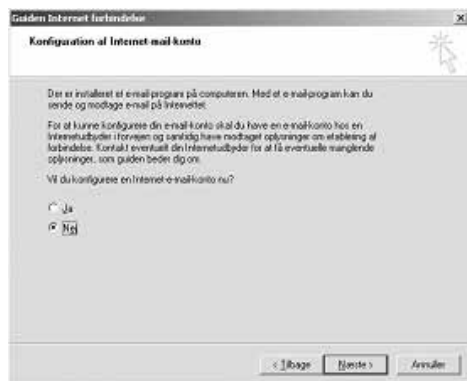 Guiden Internet forbindelse
Konfiguration af Internet-mail-konto
Der er installeret et e-mail-program på computeren. Med et e-mail-program kan du
sende og modtage e-mail på Internettet.
For at kunne konfigurere din e-mail-konto skal du have en e-mail-konto hos en
Internetudbyder i forvejen og samtidig have modtaget oplysninger om etablering af
forbindelse. Kontakt eventuelt din Internetudbyder for at få eventuelle manglende
oplysninger, som guiden beder dig om.
Vil du konfigurere en Internet-e-mail-konto nu?
Ja
Nej
< Tilbage
Næste >
Annuller